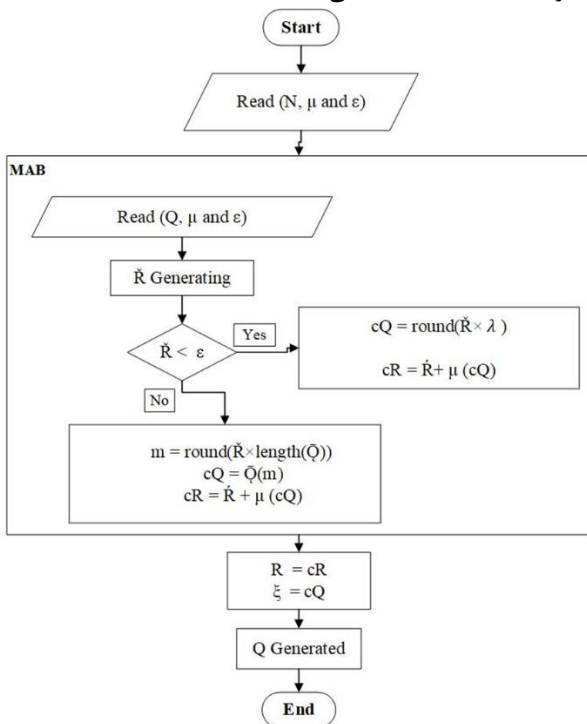 Start
Read (N, μ and ε)
MAB
Read (Q, μ and ε)
Ř Generating
Ř < ε
Yes
cQ = round(Ř× λ )
cR = Ŕ+ μ (cQ)
No
m = round(Ř×length(Q̄))
cQ = Q̄(m)
cR = Ŕ + μ (cQ)
R = cR
ξ = cQ
Q Generated
End